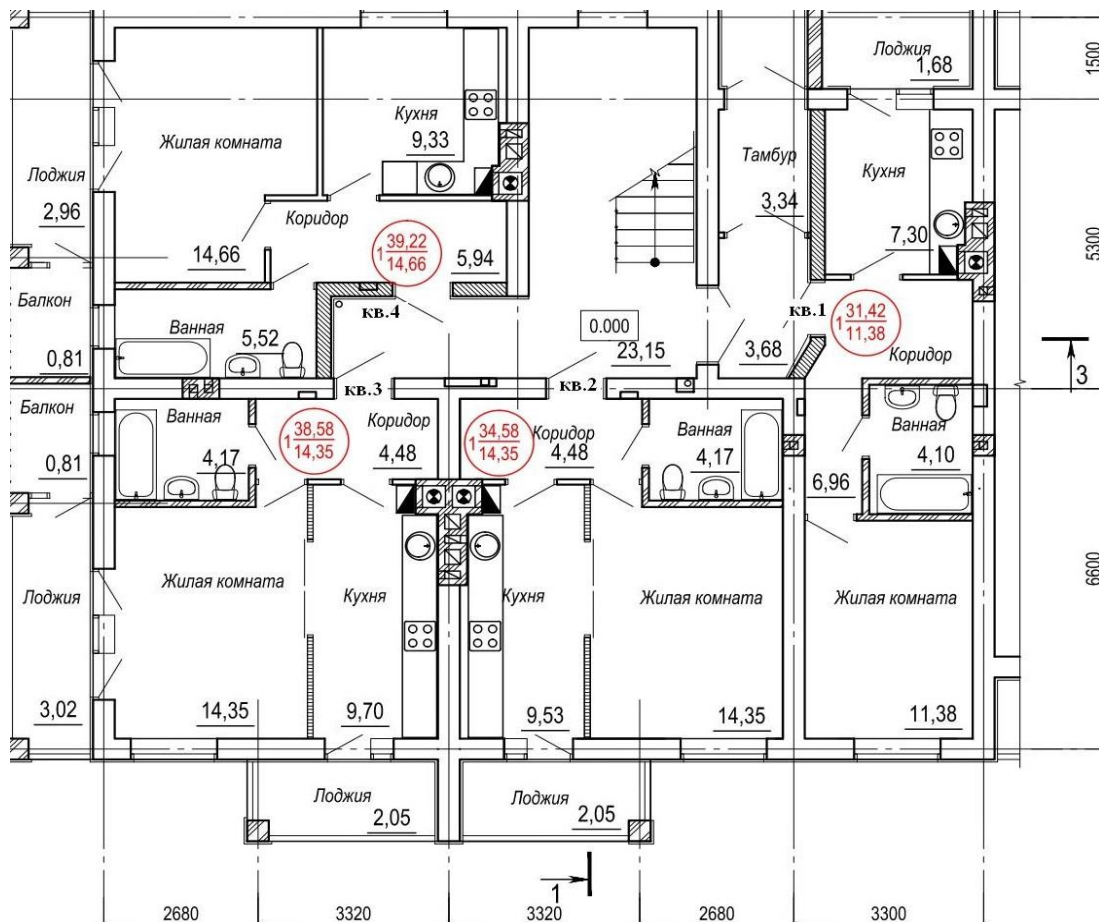 Лоджия
1,68
1500
Кухня
9,33
Жилая комната
Тамбур
3,34
Кухня
7,30
Лоджия
2,96
Коридор
14,66
1 39,22
14,66
5,94
5300
Балкон
0,81
Ванная
5,52
кв.4
0.000
23,15
3,68
кв.1
1 31,42
11,38
Коридор
3
кв.3
кв.2
Балкон
0,81
Ванная
4,17
1 38,58
14,35
Коридор
4,48
1 34,58
14,35
Коридор
4,48
Ванная
4,17
Ванная
4,10
6,96
6600
Лоджия
3,02
Жилая комната
14,35
Кухня
9,70
Кухня
9,53
Жилая комната
14,35
Жилая комната
11,38
Лоджия
2,05
Лоджия
2,05
1
2680
3320
3320
2680
3300